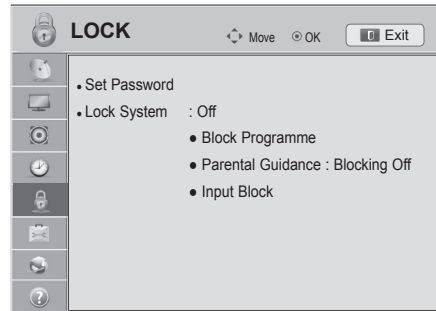 LOCK
Move
OK
Exit
• Set Password
• Lock System : Off
● Block Programme
● Parental Guidance : Blocking Off
● Input Block
?